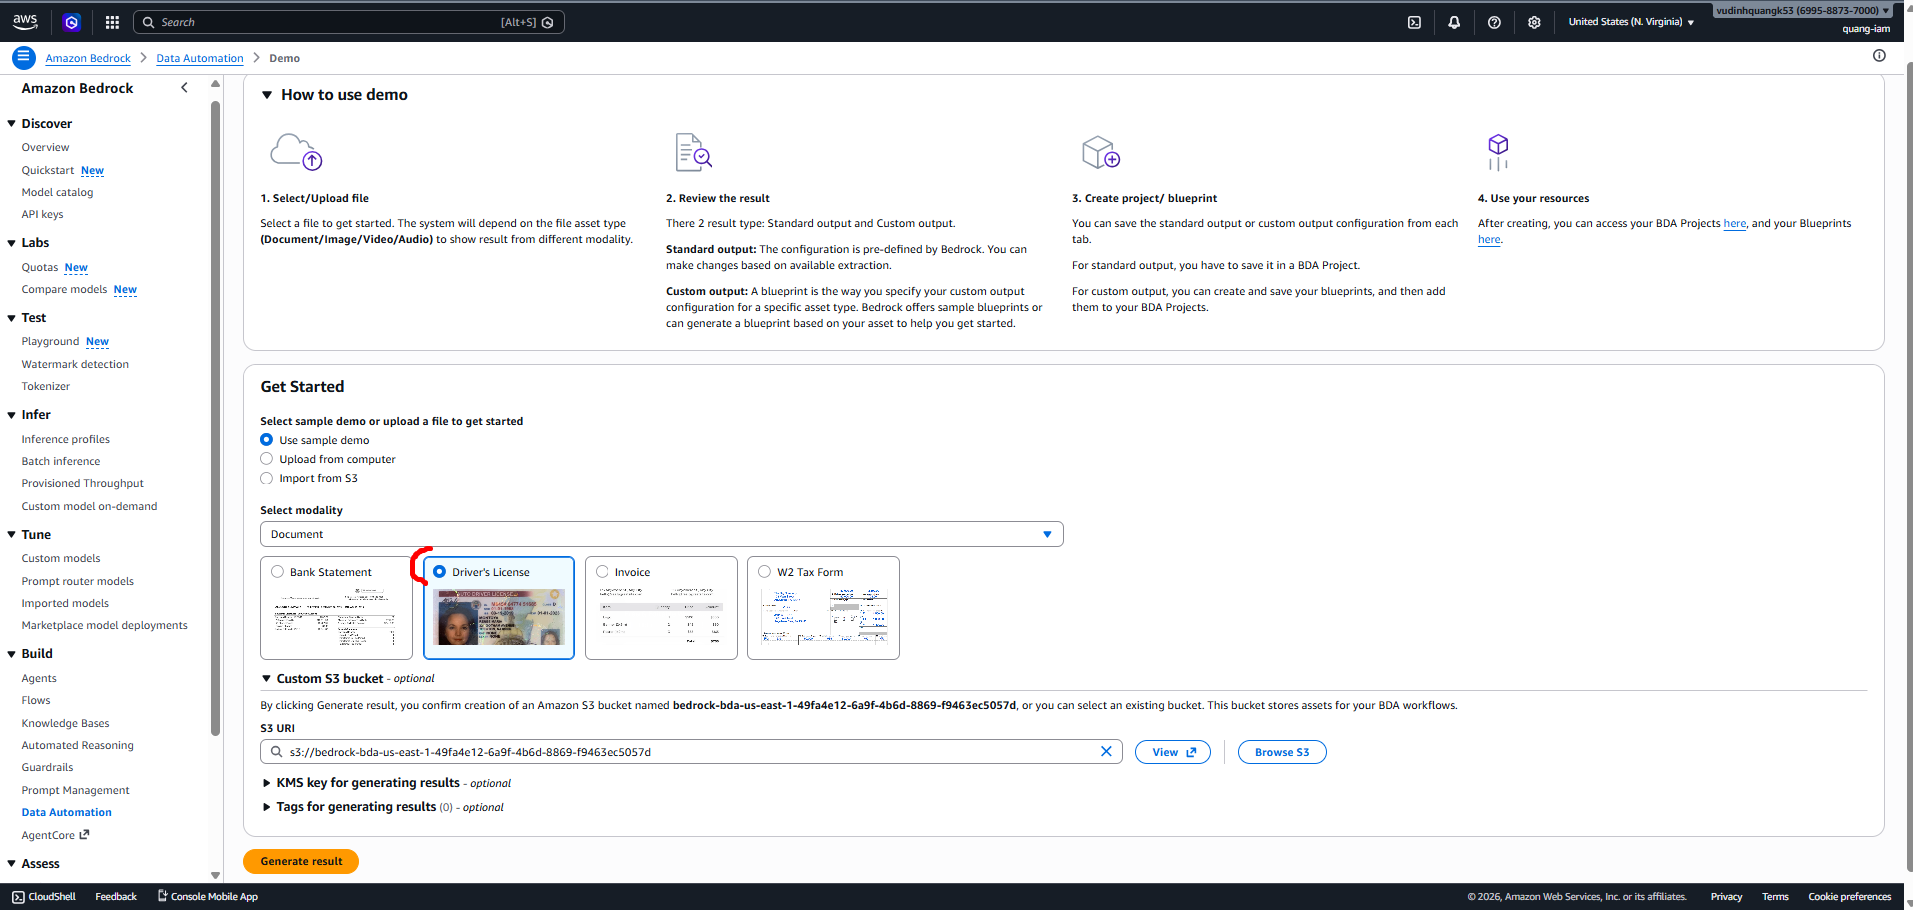 aws
Search
[Alt+S]
United States (N. Virginia)
vudinhquangk53 (6995-8873-7000)
quang-iam
Amazon Bedrock
Data Automation
Demo
Amazon Bedrock
Discover
Overview
Quickstart New
Model catalog
API keys
Labs
Quotas New
Compare models New
Test
Playground New
Watermark detection
Tokenizer
Infer
Inference profiles
Batch inference
Provisioned Throughput
Custom model on-demand
Tune
Custom models
Prompt router models
Imported models
Marketplace model deployments
Build
Agents
Flows
Knowledge Bases
Automated Reasoning
Guardrails
Prompt Management
Data Automation
AgentCore
Assess
How to use demo
1. Select/Upload file
Select a file to get started. The system will depend on the file asset type
(Document/Image/Video/Audio) to show result from different modality.
2. Review the result
There 2 result type: Standard output and Custom output.
Standard output: The configuration is pre-defined by Bedrock. You can
make changes based on available extraction.
Custom output: A blueprint is the way you specify your custom output
configuration for a specific asset type. Bedrock offers sample blueprints or
can generate a blueprint based on your asset to help you get started.
3. Create project/ blueprint
You can save the standard output or custom output configuration from each
tab.
For standard output, you have to save it in a BDA Project.
For custom output, you can create and save your blueprints, and then add
them to your BDA Projects.
4. Use your resources
After creating, you can access your BDA Projects here, and your Blueprints
here.
Get Started
Select sample demo or upload a file to get started
Use sample demo
Upload from computer
Import from S3
Select modality
Document
Bank Statement
Driver's License
Invoice
W2 Tax Form
Custom S3 bucket - optional
By clicking Generate result, you confirm creation of an Amazon S3 bucket named bedrock-bda-us-east-1-49fa4e12-6a9f-4b6d-8869-f9463ec5057d, or you can select an existing bucket. This bucket stores assets for your BDA workflows.
S3 URI
s3://bedrock-bda-us-east-1-49fa4e12-6a9f-4b6d-8869-f9463ec5057d
View
Browse S3
KMS key for generating results - optional
Tags for generating results (0) - optional
Generate result
CloudShell
Feedback
Console Mobile App
© 2026, Amazon Web Services, Inc. or its affiliates.
Privacy
Terms
Cookie preferences